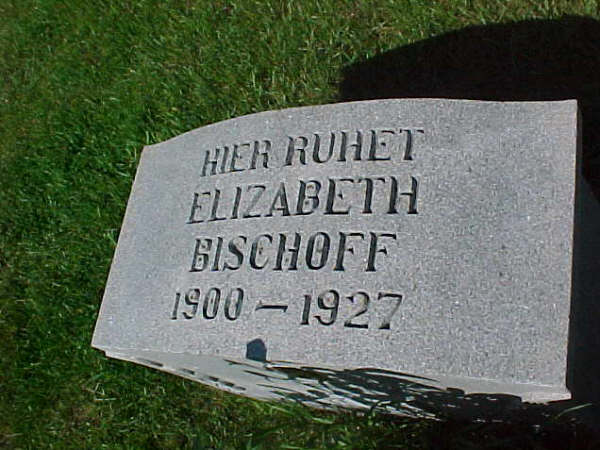 HIER RUHET
ELIZABETH
BISCHOFF
1900 — 1927